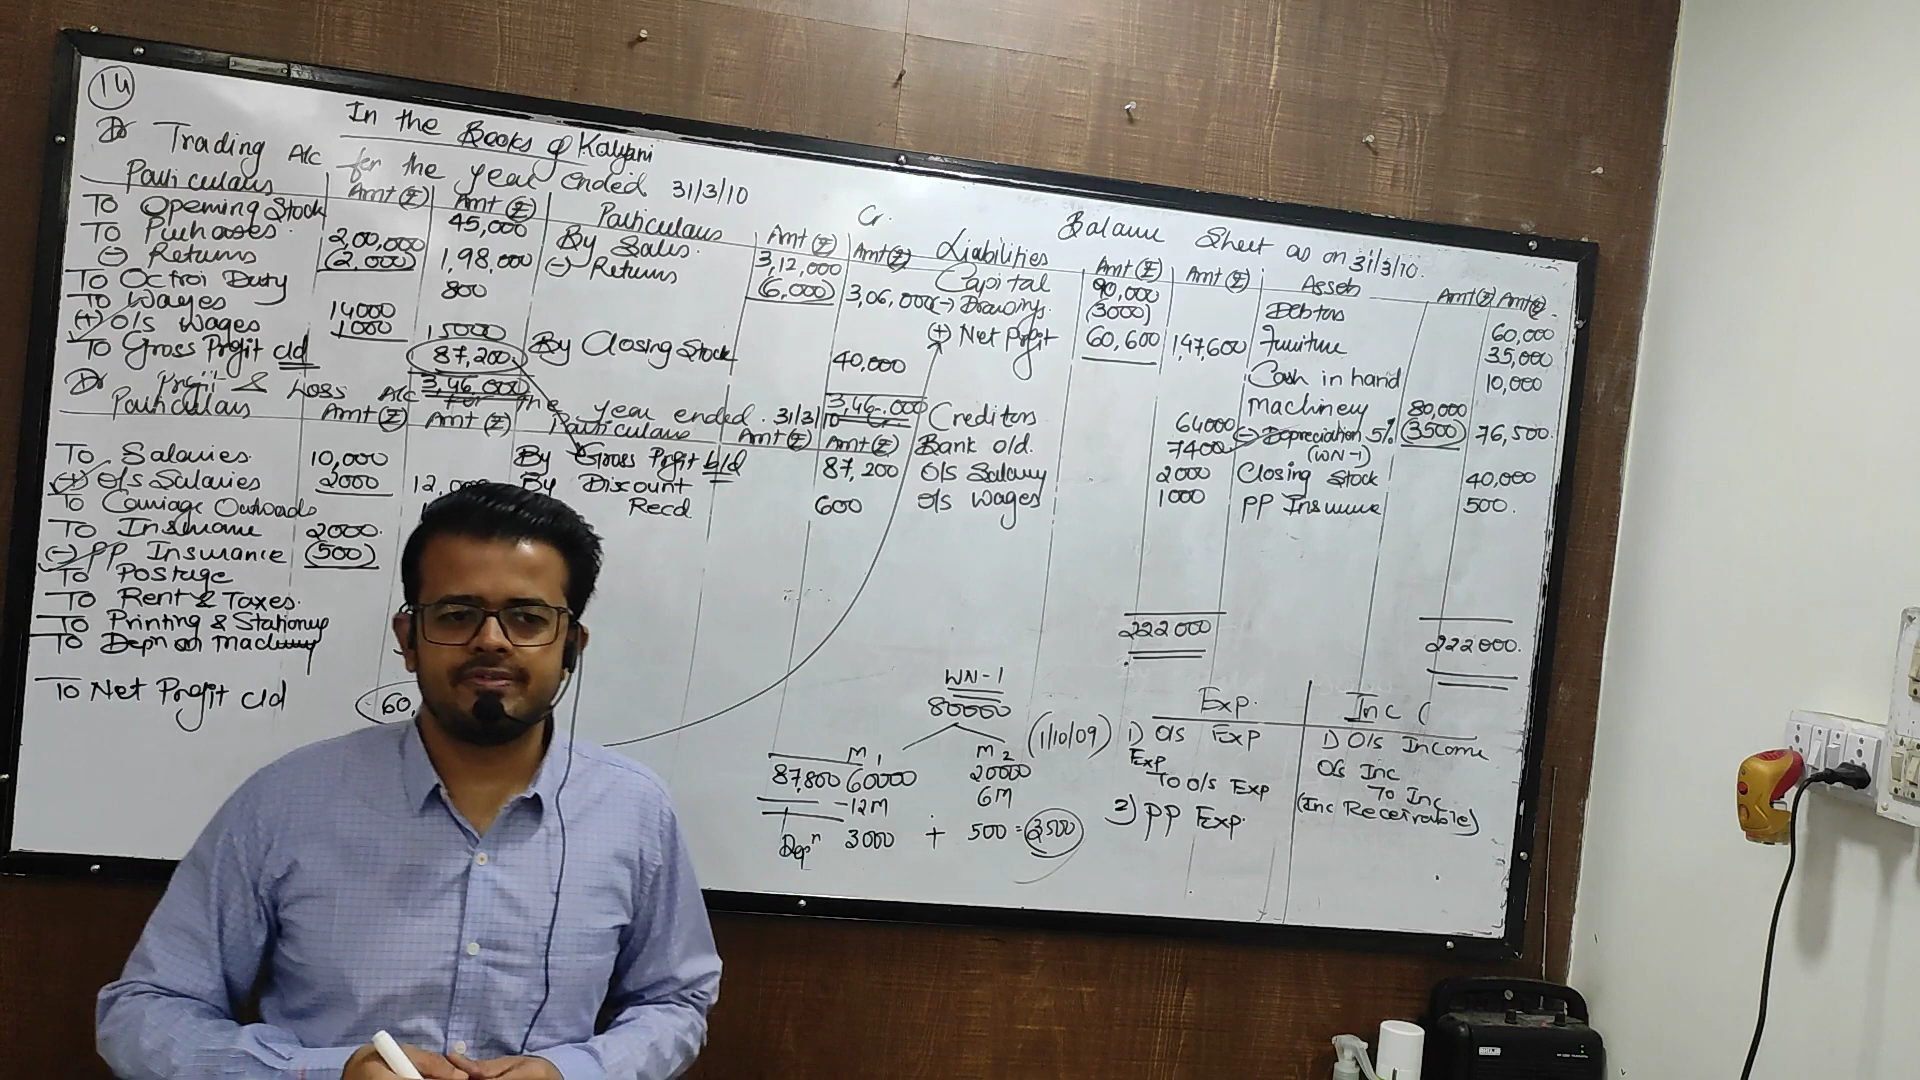 14
In the Books of Kalyani
Dr Trading A/c for the year ended 31/3/10 Cr.
Particulars Amt (₹) Amt (₹) Particulars Amt (₹) Amt (₹)
To Opening Stock 45,000 By Sales 3,12,000
To Purchases 2,00,000
(-) Returns (2,000) 1,98,000 (-) Returns (6,000) 3,06,000
To Octroi Duty 800
To Wages 14000
(+) O/s Wages 1000 15000 By Closing Stock 40,000
To Gross Profit c/d 87,200
3,46,000 3,46,000
Dr Profit & Loss A/c for the year ended 31/3/10
Particulars Amt (₹) Amt (₹) Particulars Amt (₹) Amt (₹)
To Salaries 10,000 By Gross Profit b/d 87,200
(+) O/s Salaries 2000 By Discount
To Carriage Outwards Recd 600
To Insurance 2000
(-) PP Insurance (500)
To Postage
To Rent & Taxes
To Printing & Stationery
To Depn on Machinery
To Net Profit c/d
87,800
Balance Sheet as on 31/3/10.
Liabilities Amt (₹) Amt (₹) Assets Amt (₹) Amt (₹)
Capital 90,000 Debtors 60,000
(-) Drawings (3000) Furniture 35,000
(+) Net Profit 60,600 1,47,600 Cash in hand 10,000
Creditors 64000 Machinery 80,000
Bank o/d. 7400 (-) Depreciation 5% (3500) 76,500
(WN-1)
O/s Salary 2000 Closing Stock 40,000
O/s Wages 1000 PP Insurance 500.
222000 222000.
WN-1
80000
M1 M2 (1/10/09)
60000 20000
-12M 6M
Depn 3000 + 500 = 3500
Exp. Inc (
1) O/s Exp 1) O/s Income
Exp O/s Inc
To O/s Exp To Inc
(Inc Receivable)
2) PP Exp.